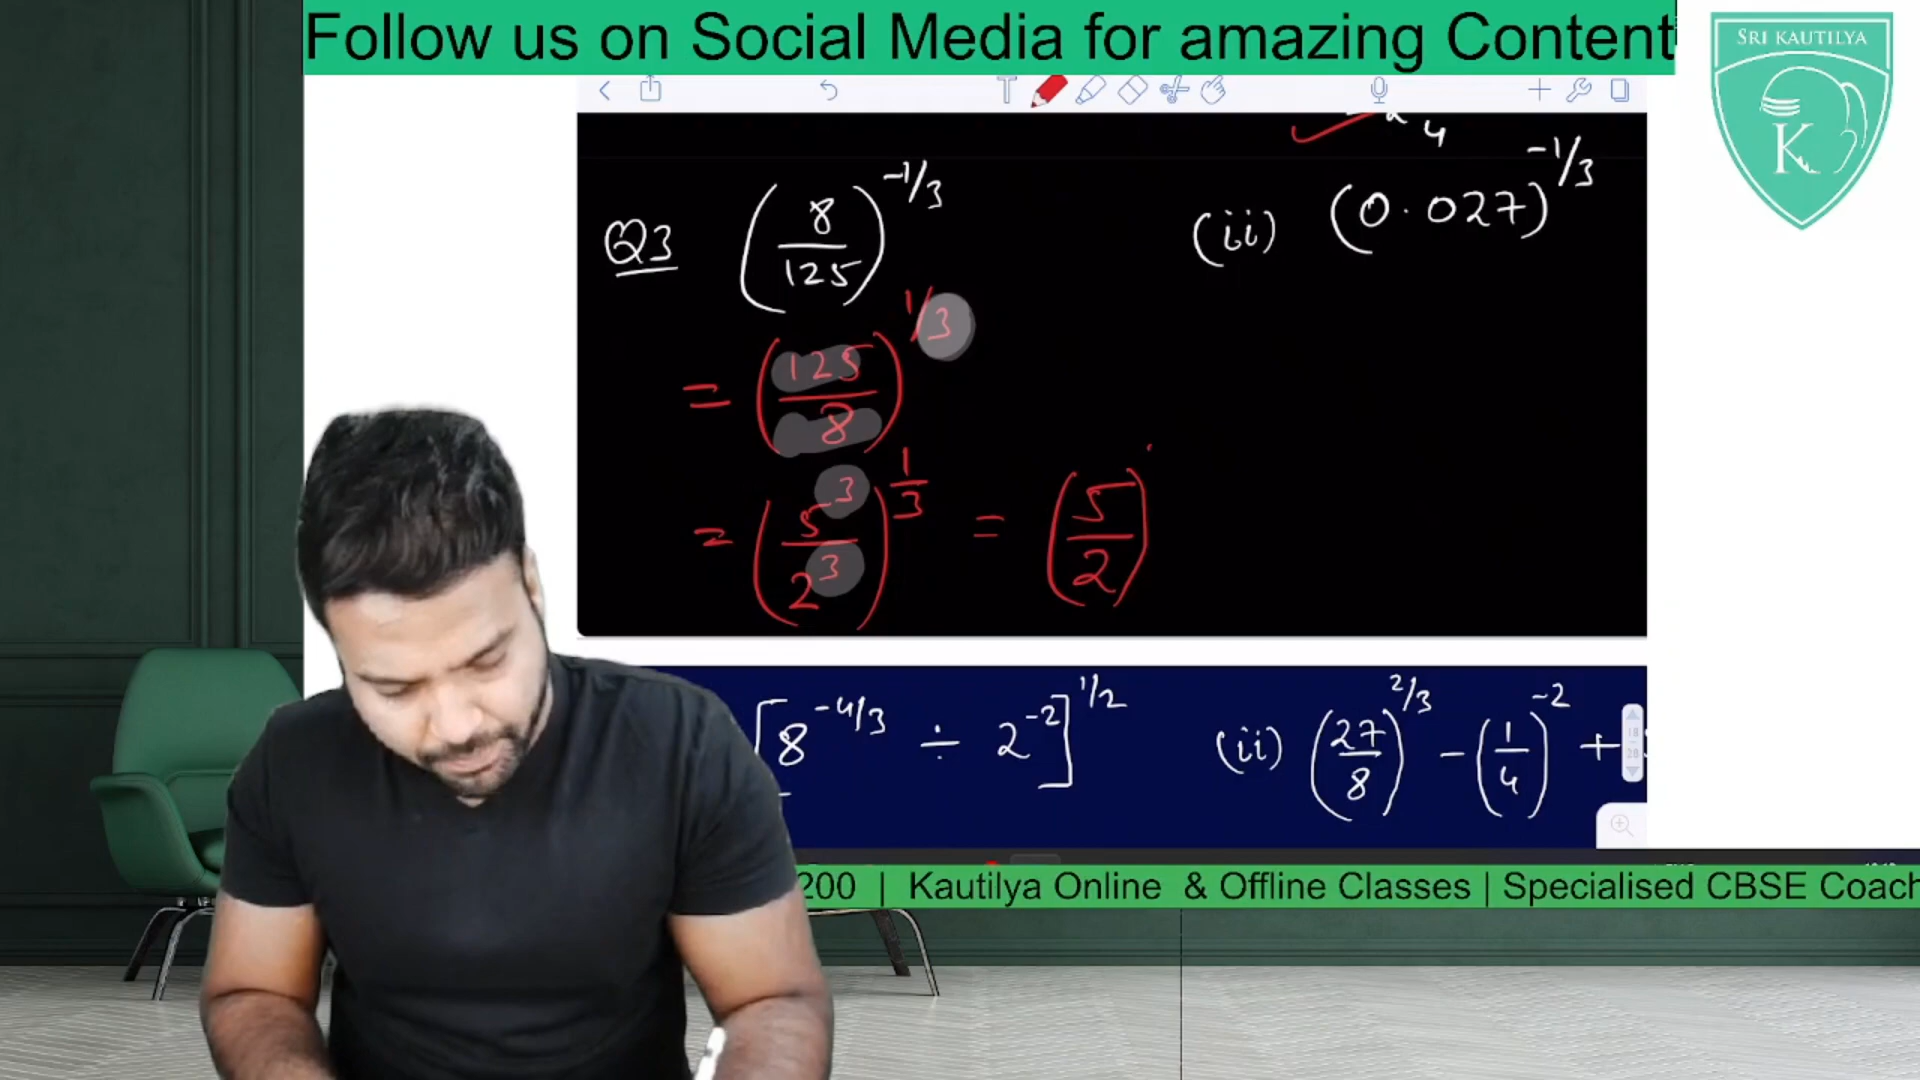 Follow us on Social Media for amazing Content
SRI KAUTILYA
K
4
Q3 (8/125)^-1/3
(ii) (0.027)^-1/3
= (125/8)^1/3
= (5^3/2^3)^1/3 = (5/2)
[8^-4/3 ÷ 2^-2]^1/2
(ii) (27/8)^2/3 - (1/4)^-2 +
200 | Kautilya Online & Offline Classes | Specialised CBSE Coach